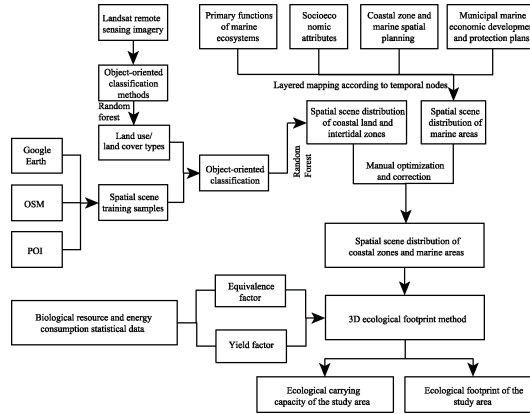 Landsat remote
sensing imagery
Primary functions
of marine
ecosystems
Socioeco
nomic
attributes
Coastal zone and
marine spatial
planning
Municipal marine
economic development
and protection plans
Object-oriented
classification
methods
Layered mapping according to temporal nodes
Random
forest
Land use/
land cover types
Spatial scene distribution
of coastal land and
intertidal zones
Spatial scene
distribution of
marine areas
Google
Earth
OSM
POI
Spatial scene
training samples
Object-oriented
classification
Random
Forest
Manual optimization
and correction
Spatial scene distribution of
coastal zones and marine areas
Biological resource and energy
consumption statistical data
Equivalence
factor
Yield factor
3D ecological footprint method
Ecological carrying
capacity of the study area
Ecological footprint of the
study area